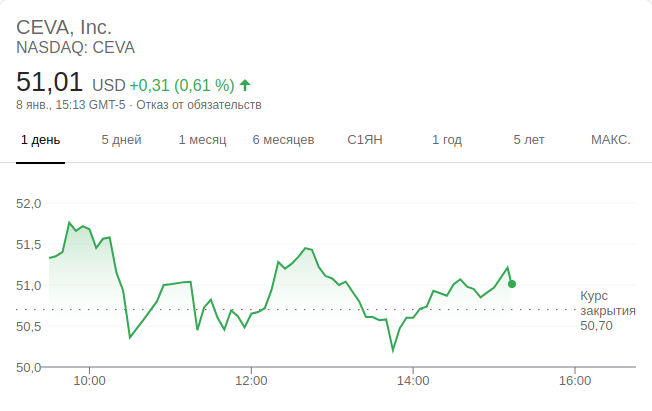 CEVA, Inc.
NASDAQ: CEVA
51,01 USD +0,31 (0,61 %)
8 янв., 15:13 GMT-5 · Отказ от обязательств
1 день 5 дней 1 месяц 6 месяцев С1ЯН 1 год 5 лет МАКС.
52,0
51,5
51,0
50,5
50,0
Курс
закрытия
50,70
10:00 12:00 14:00 16:00